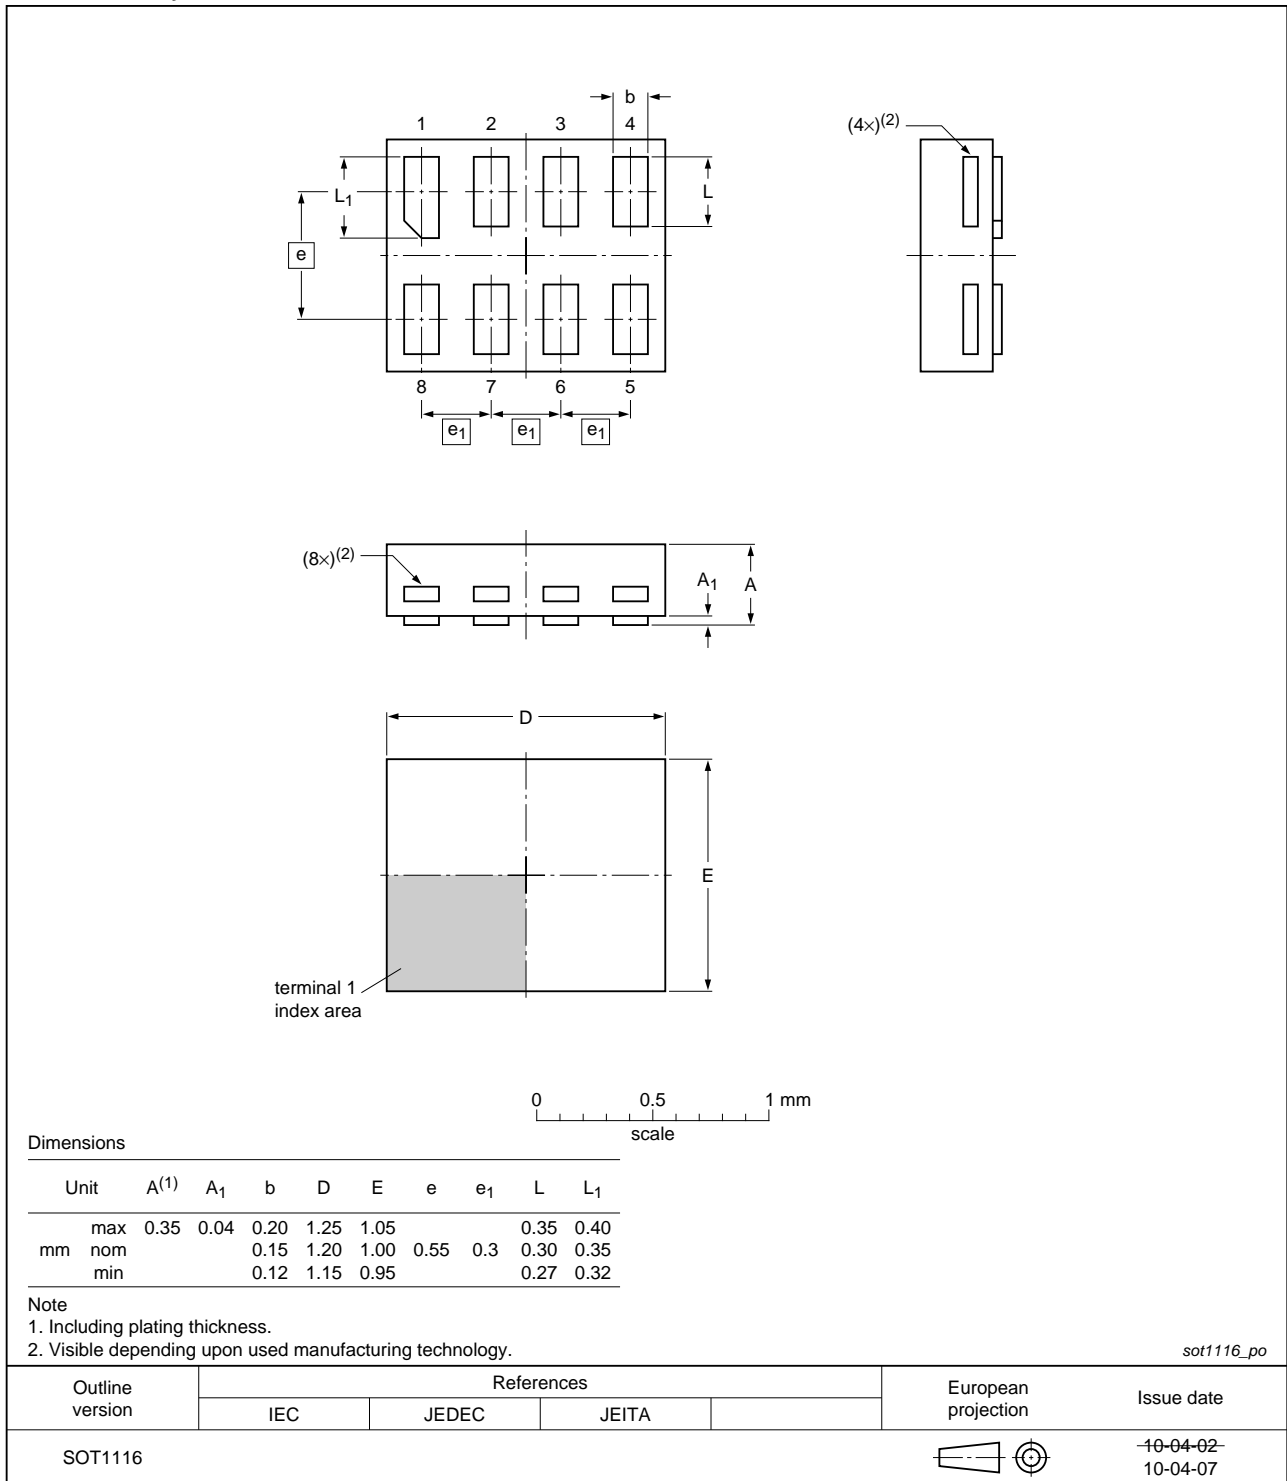 b
1 2 3 4
(4×)(2)
L1
L
e
8 7 6 5
e1 e1 e1
(8×)(2)
A1 A
D
E
terminal 1
index area
0 0.5 1 mm
scale
Dimensions
Unit A(1) A1 b D E e e1 L L1
max 0.35 0.04 0.20 1.25 1.05 0.35 0.40
mm nom 0.15 1.20 1.00 0.55 0.3 0.30 0.35
min 0.12 1.15 0.95 0.27 0.32
Note
1. Including plating thickness.
2. Visible depending upon used manufacturing technology.
sot1116_po
Outline version
References
European projection
Issue date
IEC JEDEC JEITA
SOT1116
10-04-02
10-04-07